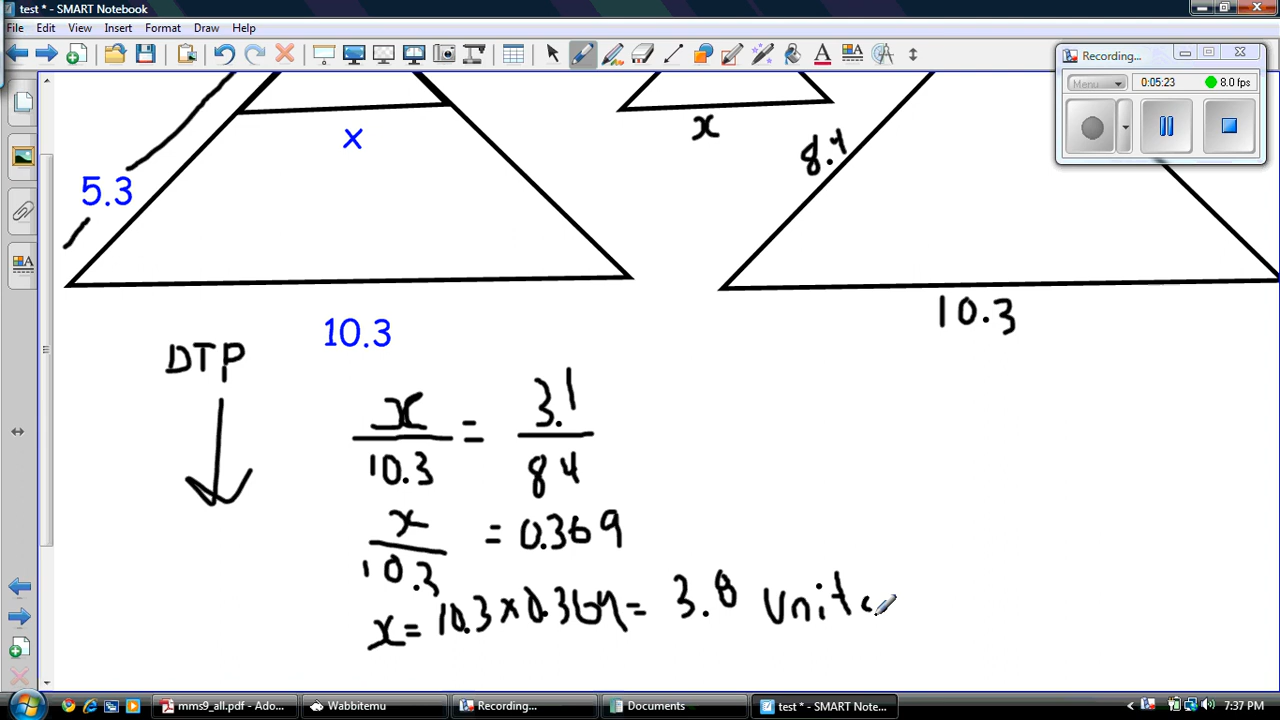 test * - SMART Notebook
File Edit View Insert Format Draw Help
Recording...
Menu 0:05:23 8.0 fps
x
x
8.4
5.3
10.3
10.3
DTP
x/10.3 = 3.1/84
x/10.3 = 0.369
x = 10.3 x 0.369 = 3.8 units
mms9_all.pdf - Ado... Wabbitemu Recording... Documents test * - SMART Note... 7:37 PM